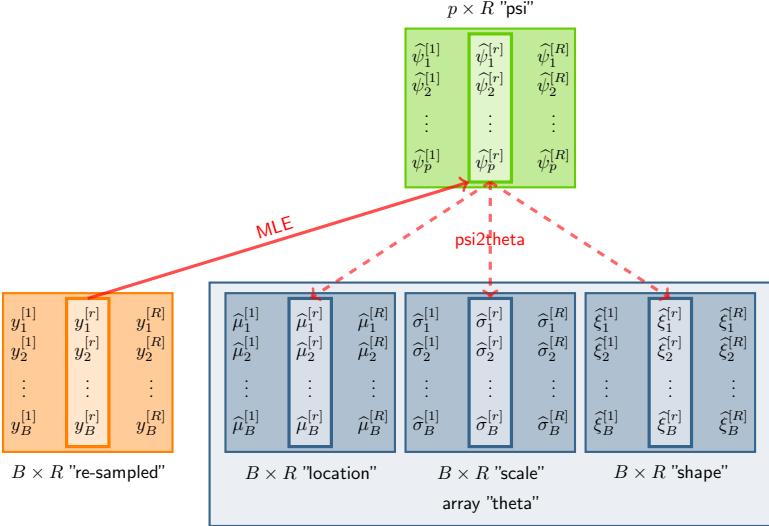 p × R "psi"
ψ̂₁^[1] ψ̂₁^[r] ψ̂₁^[R]
ψ̂₂^[1] ψ̂₂^[r] ψ̂₂^[R]
⋮ ⋮ ⋮
ψ̂ₚ^[1] ψ̂ₚ^[r] ψ̂ₚ^[R]
MLE
psi2theta
y₁^[1] y₁^[r] y₁^[R]
y₂^[1] y₂^[r] y₂^[R]
⋮ ⋮ ⋮
y_B^[1] y_B^[r] y_B^[R]
B × R "re-sampled"
μ̂₁^[1] μ̂₁^[r] μ̂₁^[R]
μ̂₂^[1] μ̂₂^[r] μ̂₂^[R]
⋮ ⋮ ⋮
μ̂_B^[1] μ̂_B^[r] μ̂_B^[R]
B × R "location"
σ̂₁^[1] σ̂₁^[r] σ̂₁^[R]
σ̂₂^[1] σ̂₂^[r] σ̂₂^[R]
⋮ ⋮ ⋮
σ̂_B^[1] σ̂_B^[r] σ̂_B^[R]
B × R "scale"
ξ̂₁^[1] ξ̂₁^[r] ξ̂₁^[R]
ξ̂₂^[1] ξ̂₂^[r] ξ̂₂^[R]
⋮ ⋮ ⋮
ξ̂_B^[1] ξ̂_B^[r] ξ̂_B^[R]
B × R "shape"
array "theta"